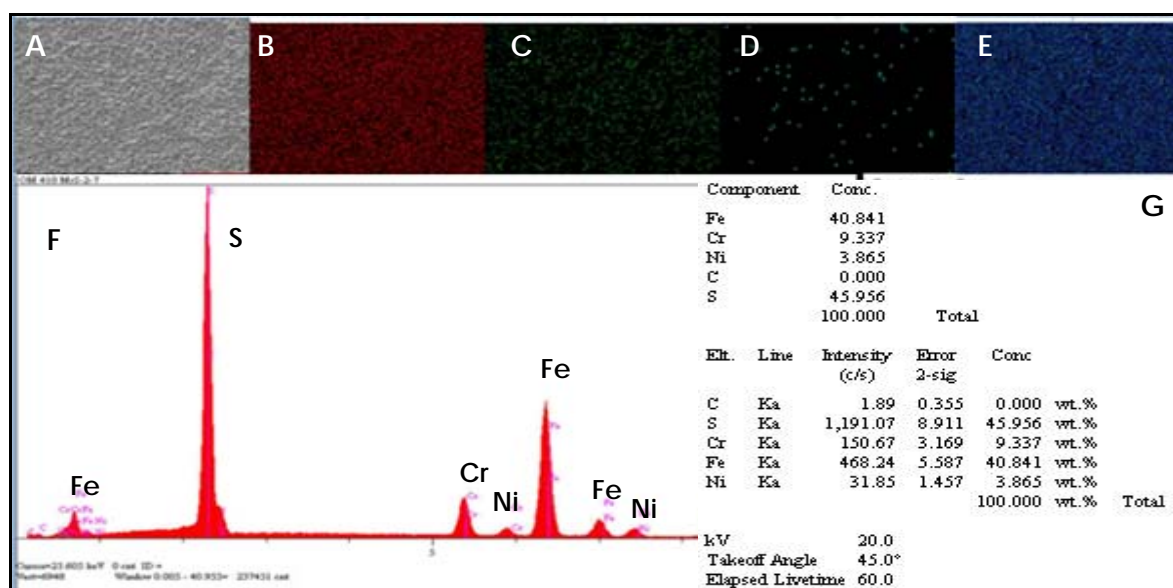 A B C D E
F
G
S
Fe
Cr
Ni
Fe
Fe
Ni
5
Component Conc.
Fe 40.841
Cr 9.337
Ni 3.865
C 0.000
S 45.956
100.000 Total
Elt. Line Intensity Error Conc
(c/s) 2-sig
C Ka 1.89 0.355 0.000 wt.%
S Ka 1,191.07 8.911 45.956 wt.%
Cr Ka 150.67 3.169 9.337 wt.%
Fe Ka 468.24 5.587 40.841 wt.%
Ni Ka 31.85 1.457 3.865 wt.%
100.000 wt.% Total
kV 20.0
Takeoff Angle 45.0°
Elapsed Livetime 60.0